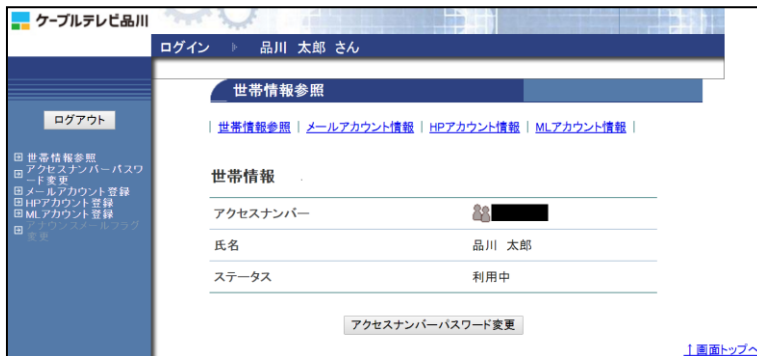 ケーブルテレビ品川
ログイン 品川 太郎 さん
世帯情報参照
ログアウト
| 世帯情報参照 | メールアカウント情報 | HPアカウント情報 | MLアカウント情報 |
世帯情報参照
アクセスナンバーパスワ
ード変更
メールアカウント登録
HPアカウント登録
MLアカウント登録
アナウンスメールフラグ
変更
世帯情報
アクセスナンバー
氏名 品川 太郎
ステータス 利用中
アクセスナンバーパスワード変更
↑画面トップへ